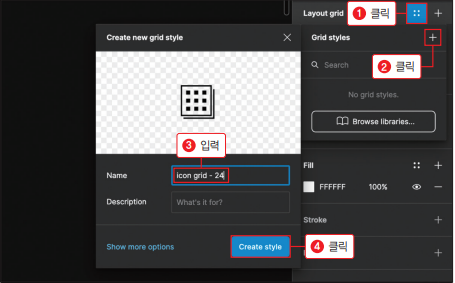 Layout grid
1 클릭
Create new grid style
Grid styles
2 클릭
Search
No grid styles.
Browse libraries...
3 입력
Name
icon grid - 24
Description
What's it for?
Show more options
Create style
4 클릭
Fill
FFFFFF 100%
Stroke